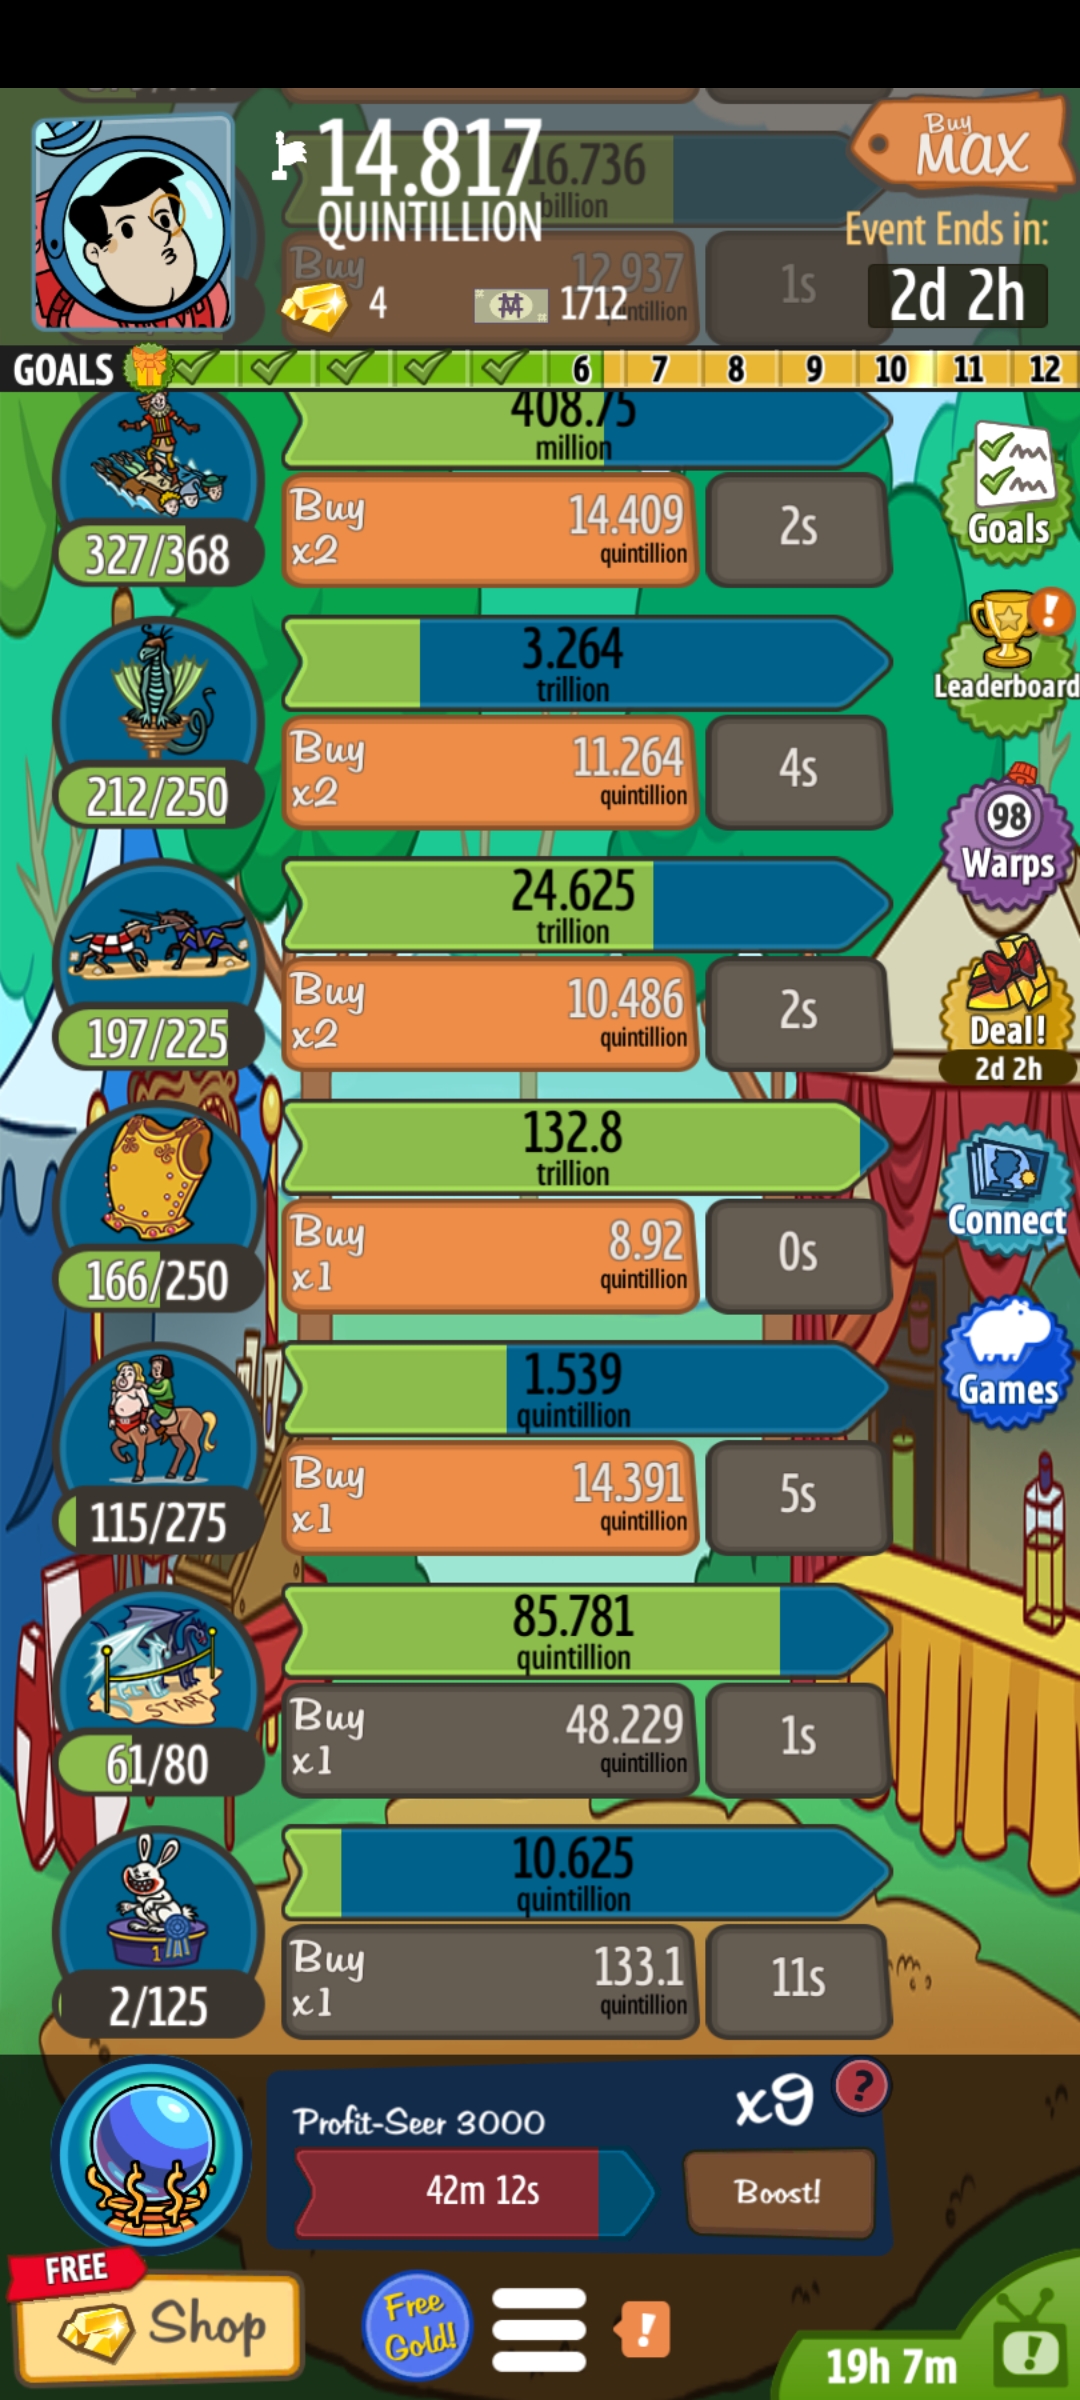 14.817
QUINTILLION
416.736
billion
Buy
MAX
Event Ends in:
2d 2h
Buy
12.937
1s
4
1712
GOALS
6
7
8
9
10
11
12
408.75
million
327/368
Buy
x2
14.409
quintillion
2s
Goals
3.264
trillion
212/250
Buy
x2
11.264
quintillion
4s
!
Leaderboard
24.625
trillion
197/225
Buy
x2
10.486
quintillion
2s
98
Warps
Deal!
2d 2h
132.8
trillion
166/250
Buy
x1
8.92
quintillion
0s
Connect
1.539
quintillion
115/275
Buy
x1
14.391
quintillion
5s
Games
85.781
quintillion
START
61/80
Buy
x1
48.229
quintillion
1s
10.625
quintillion
1
2/125
Buy
x1
133.1
quintillion
11s
Profit-Seer 3000
x9
?
42m 12s
Boost!
FREE
Shop
Free
Gold!
!
19h 7m
!